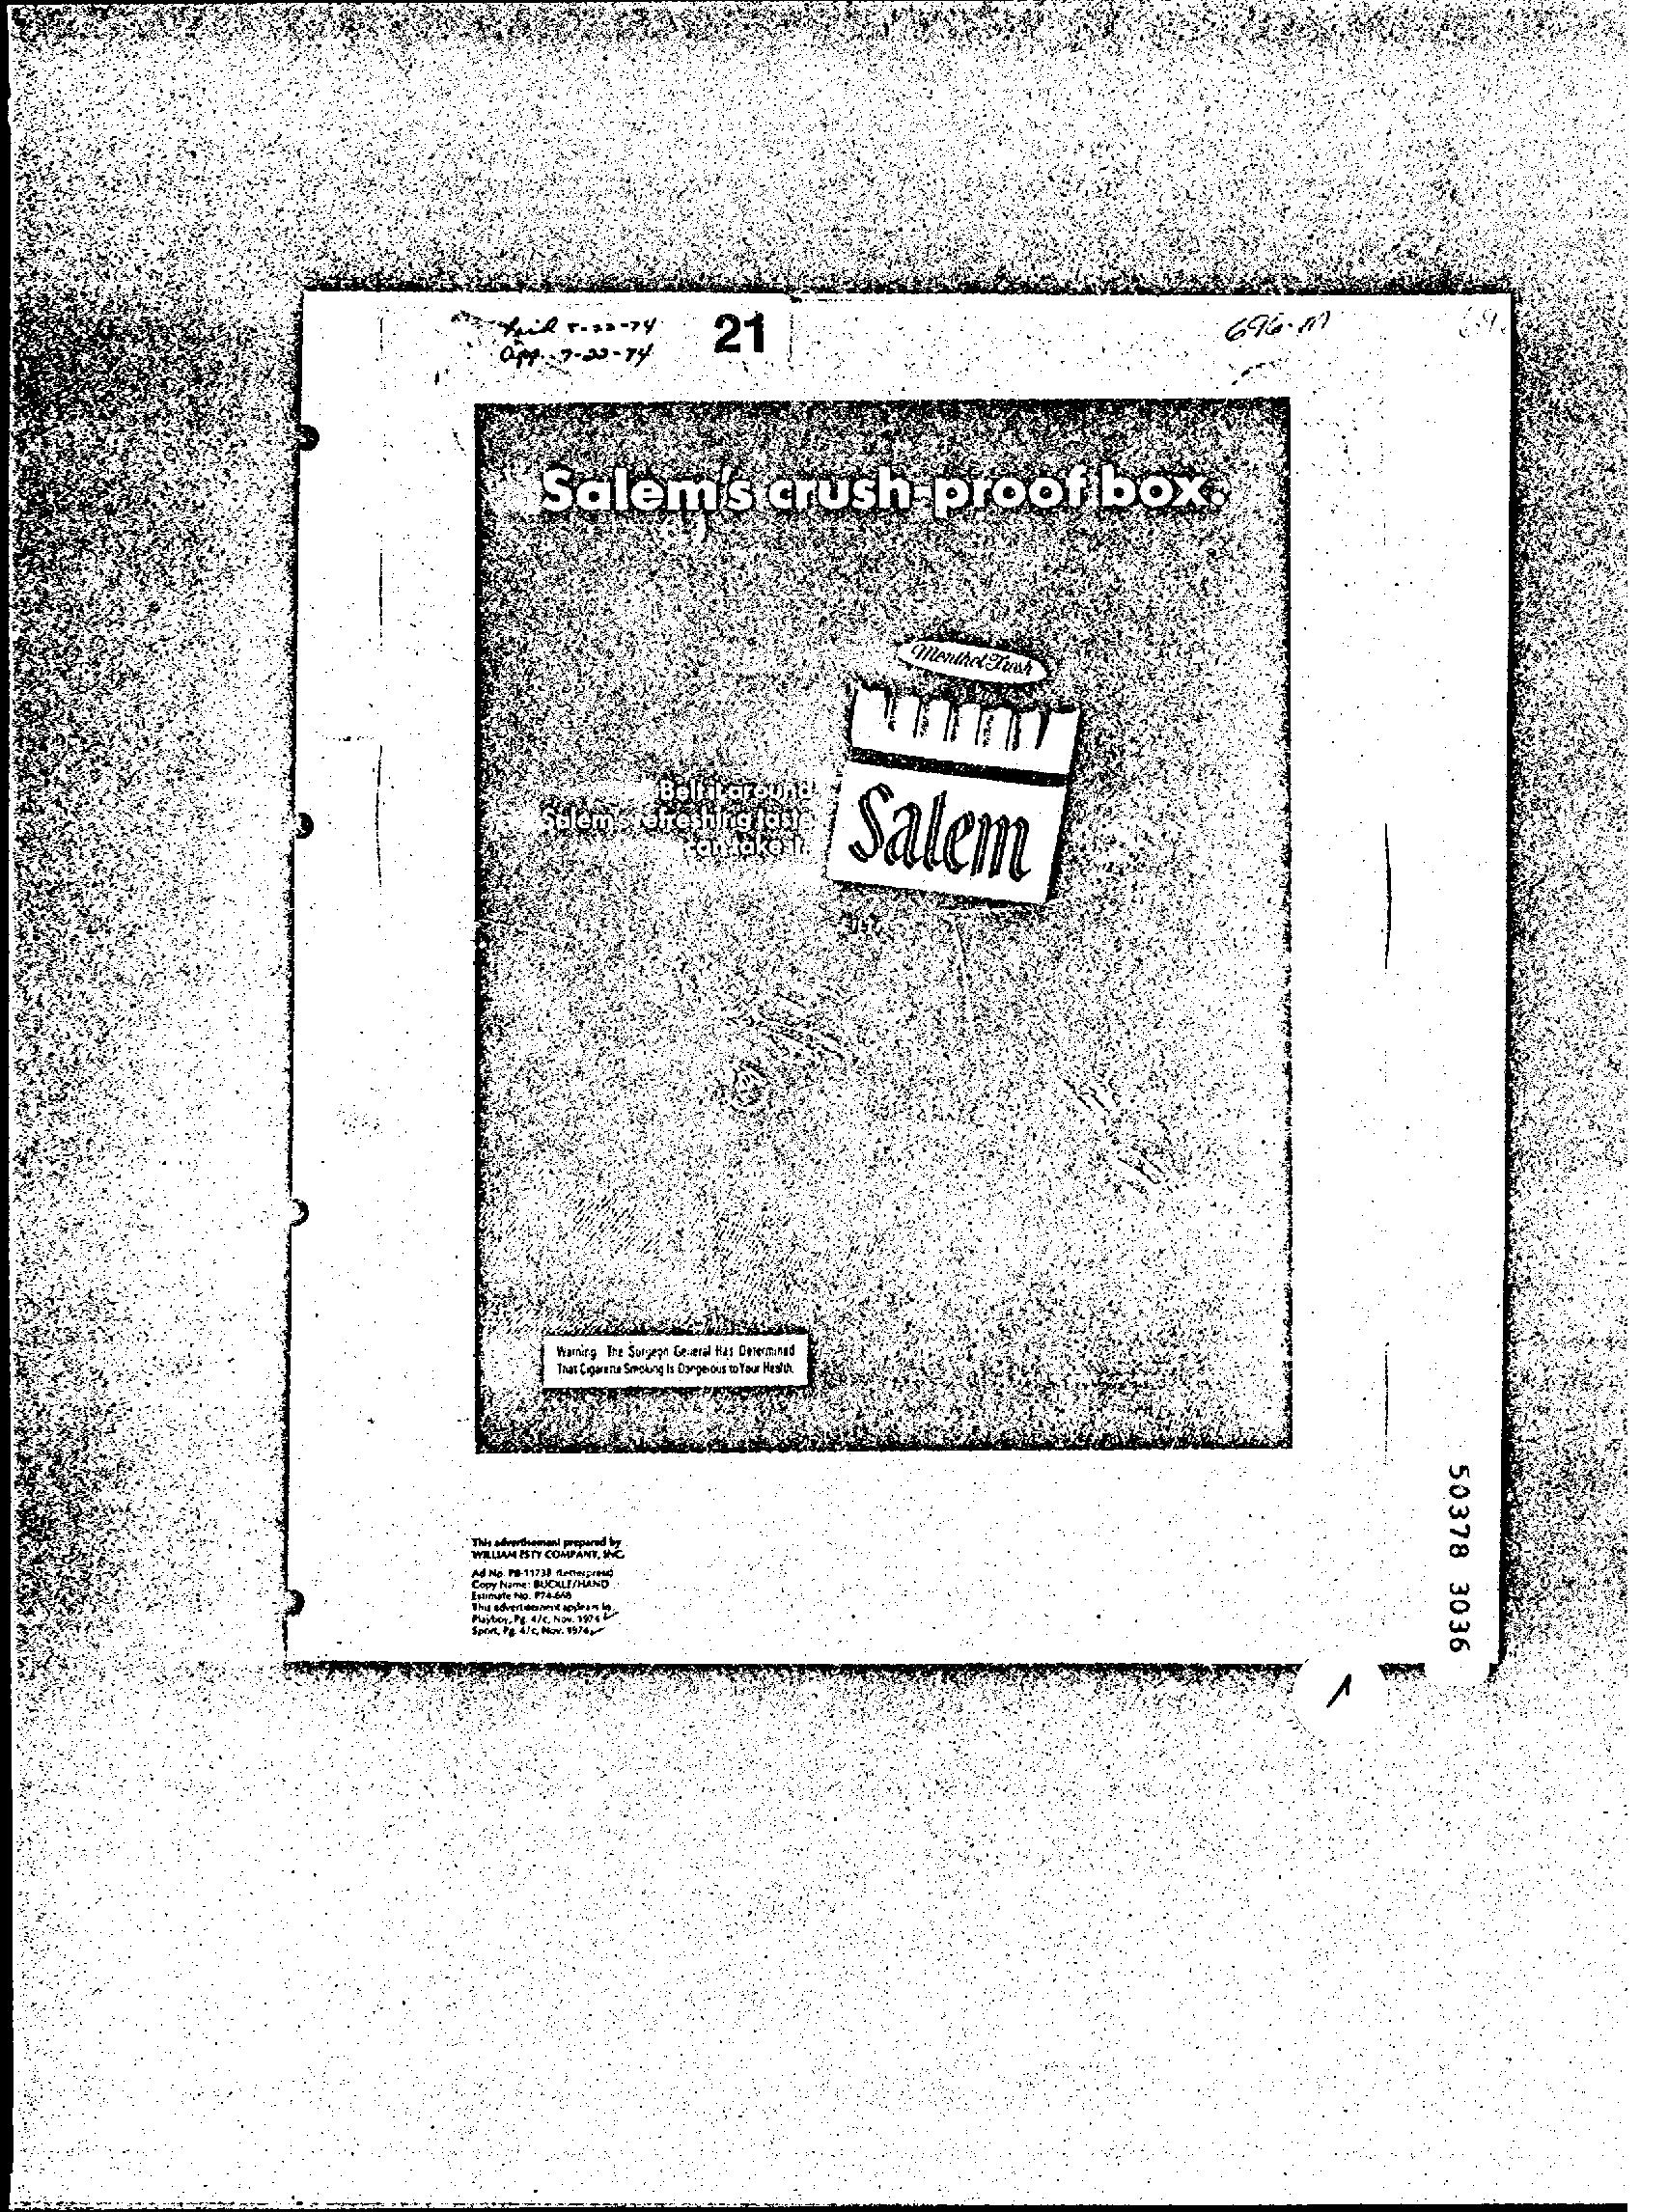 5-22-74
21
App. 7-22-74
696-M
Salem's crush-proof box.
Menthol Fresh
Salem
Belt it around.
Salem's refreshing taste
can take it.
Warning: The Surgeon General Has Determined
That Cigarette Smoking Is Dangerous to Your Health.
This advertisement prepared by
WILLIAM ESTY COMPANY, INC.
Ad No. PB-11733 (Letterpress)
Copy Name: BUCKLE/HAND
Estimate No. P74-668
This advertisement appears in
Playboy, Pg. 4/c, Nov. 1974
Sport, Pg. 4/c, Nov. 1974
50378 3036
1